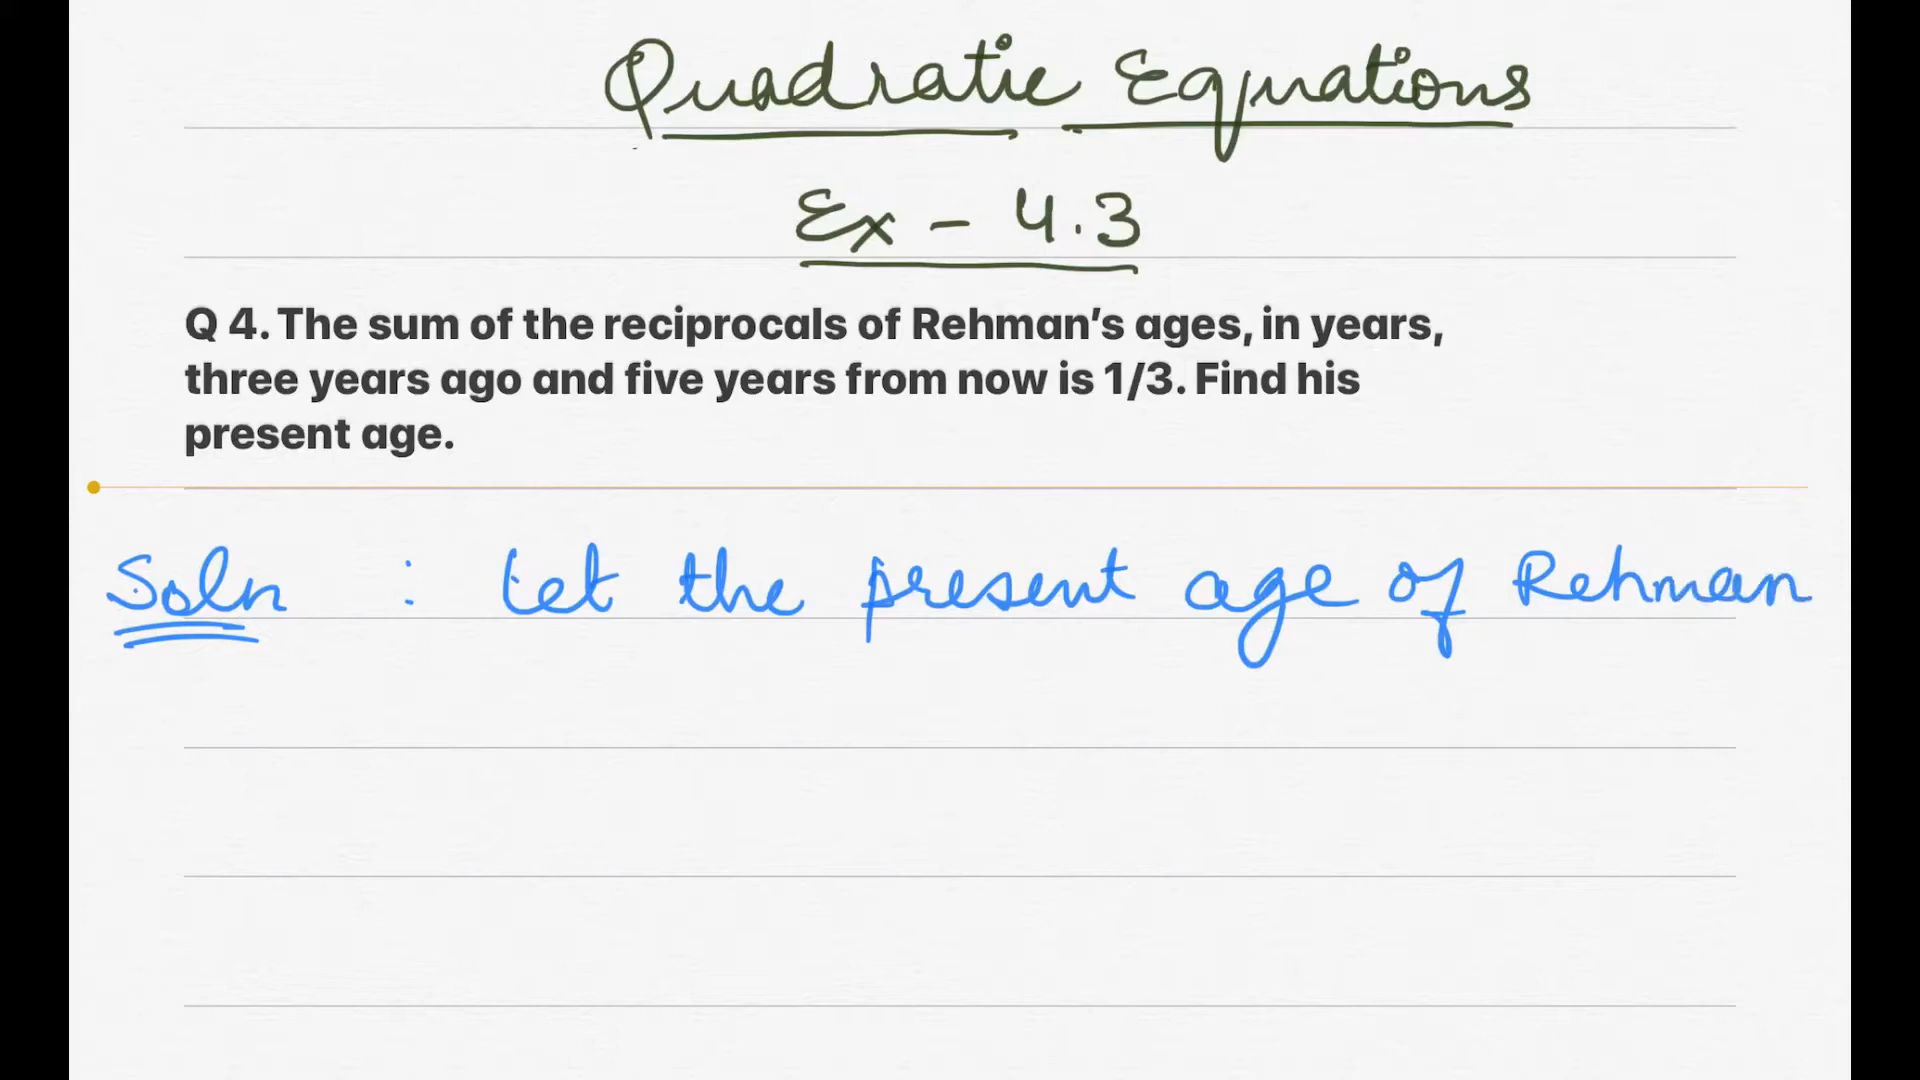 Quadratic Equations
Ex - 4.3
Q 4. The sum of the reciprocals of Rehman’s ages, in years,
three years ago and five years from now is 1/3. Find his
present age.
Soln : Let the present age of Rehman